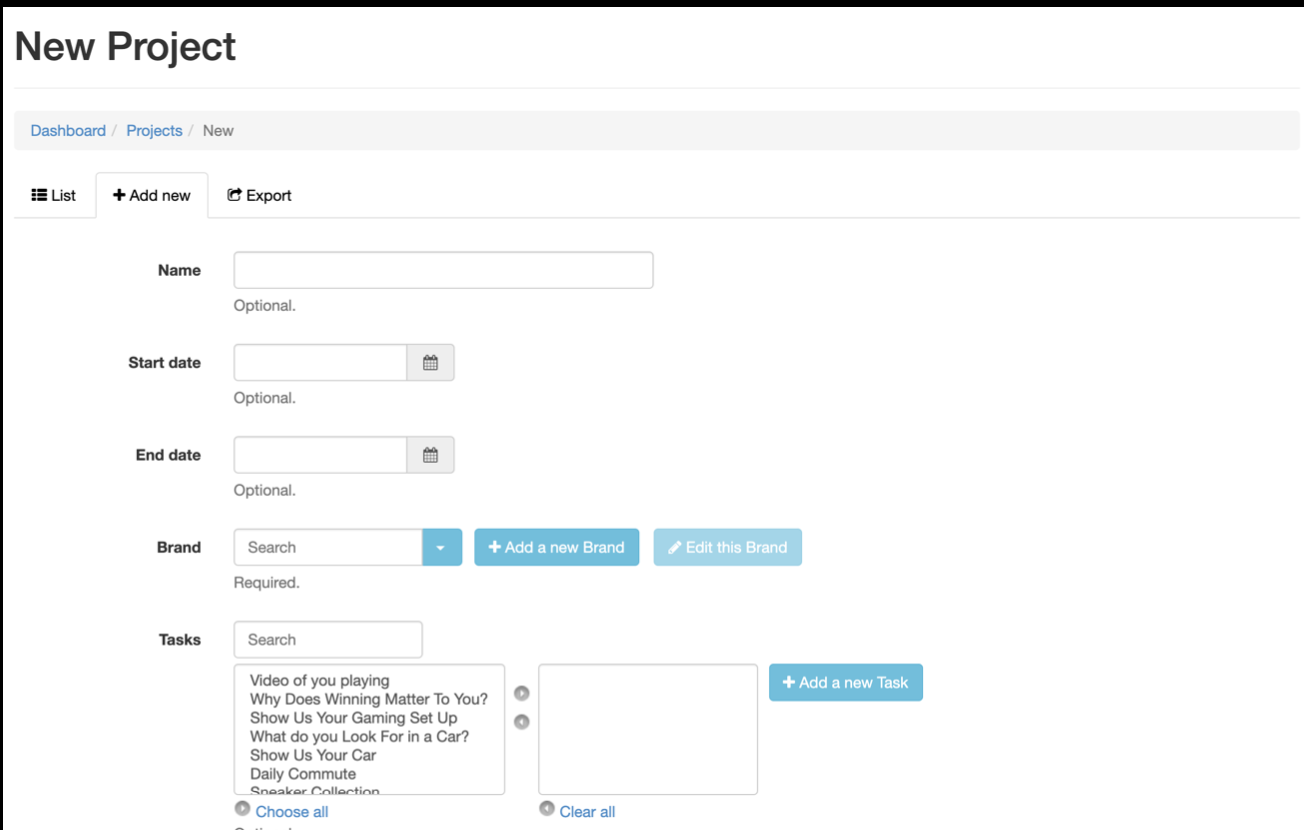 New Project
Dashboard / Projects / New
List
Add new
Export
Name
Optional.
Start date
Optional.
End date
Optional.
Brand
Search
Add a new Brand
Edit this Brand
Required.
Tasks
Search
Video of you playing
Why Does Winning Matter To You?
Show Us Your Gaming Set Up
What do you Look For in a Car?
Show Us Your Car
Daily Commute
Sneaker Collection
Add a new Task
Choose all
Clear all